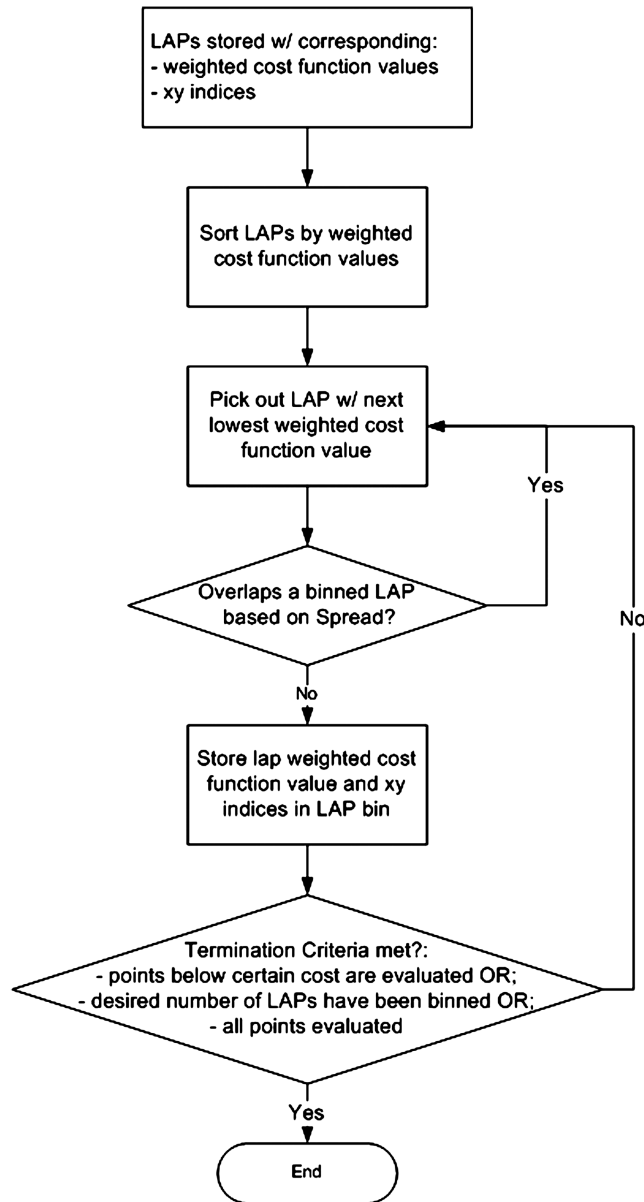 LAPs stored w/ corresponding:
- weighted cost function values
- xy indices
Sort LAPs by weighted
cost function values
Pick out LAP w/ next
lowest weighted cost
function value
Yes
Overlaps a binned LAP
based on Spread?
No
No
Store lap weighted cost
function value and xy
indices in LAP bin
Termination Criteria met?:
- points below certain cost are evaluated OR;
- desired number of LAPs have been binned OR;
- all points evaluated
Yes
End